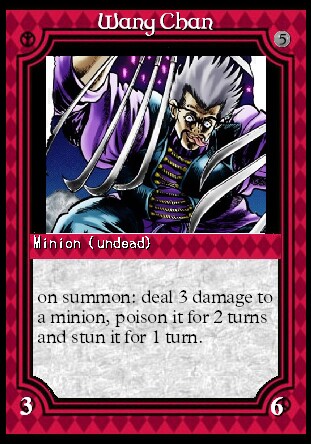 Wang Chan
5
Minion {undead}
on summon: deal 3 damage to
a minion, poison it for 2 turns
and stun it for 1 turn.
3
6